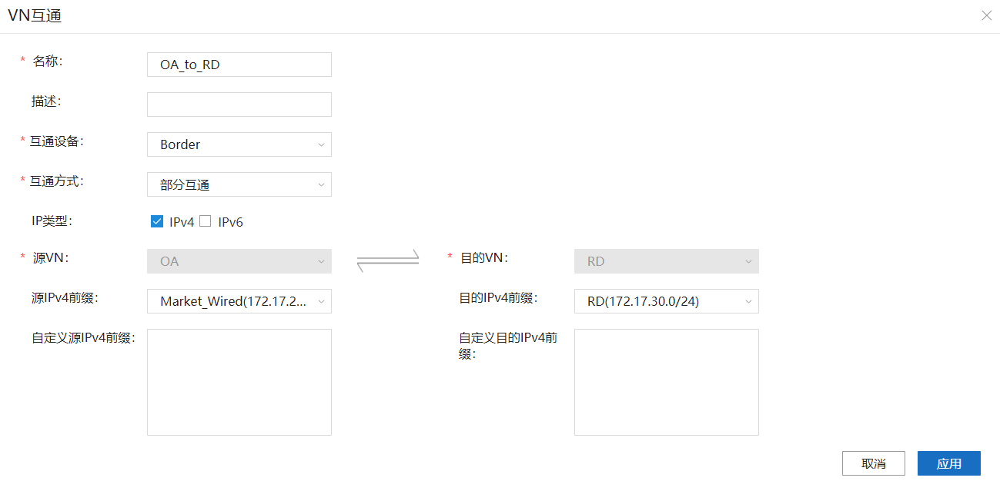 VN互通
* 名称： OA_to_RD
描述：
* 互通设备： Border
* 互通方式： 部分互通
IP类型： IPv4 IPv6
* 源VN： OA * 目的VN： RD
源IPv4前缀： Market_Wired(172.17.2... 目的IPv4前缀： RD(172.17.30.0/24)
自定义源IPv4前缀： 自定义目的IPv4前
缀：
取消 应用